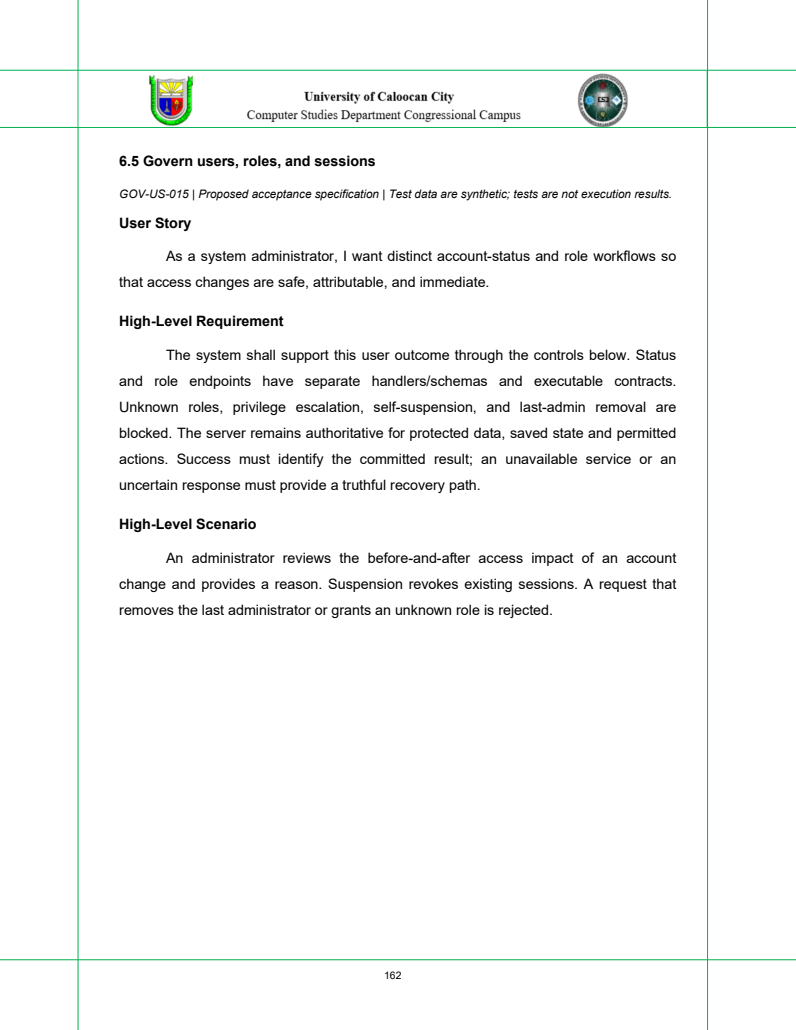 University of Caloocan City
Computer Studies Department Congressional Campus
6.5 Govern users, roles, and sessions
GOV-US-015 | Proposed acceptance specification | Test data are synthetic; tests are not execution results.
User Story
As a system administrator, I want distinct account-status and role workflows so
that access changes are safe, attributable, and immediate.
High-Level Requirement
The system shall support this user outcome through the controls below. Status
and role endpoints have separate handlers/schemas and executable contracts.
Unknown roles, privilege escalation, self-suspension, and last-admin removal are
blocked. The server remains authoritative for protected data, saved state and permitted
actions. Success must identify the committed result; an unavailable service or an
uncertain response must provide a truthful recovery path.
High-Level Scenario
An administrator reviews the before-and-after access impact of an account
change and provides a reason. Suspension revokes existing sessions. A request that
removes the last administrator or grants an unknown role is rejected.
162